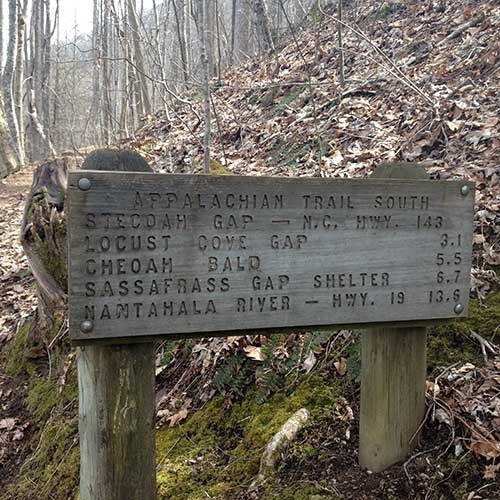 APPALACHIAN TRAIL SOUTH
STECOAH GAP — N.C. HWY. 143
LOCUST COVE GAP 3.1
CHEOAH BALD 5.5
SASSAFRASS GAP SHELTER 6.7
NANTAHALA RIVER — HWY. 19 13.6